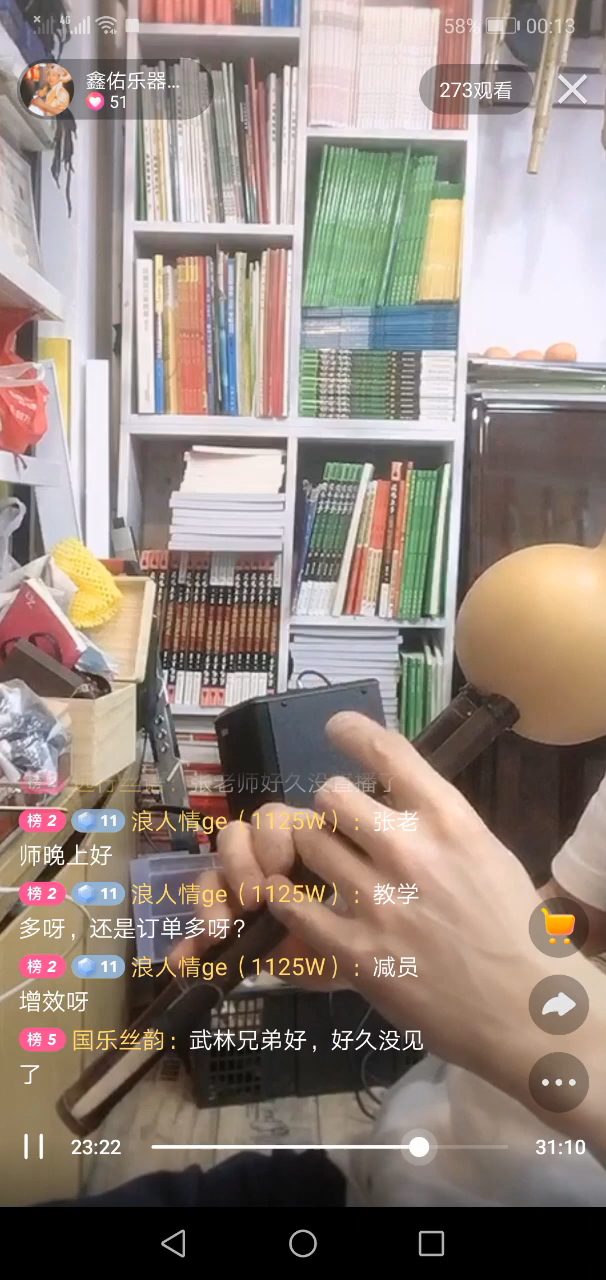 4G
58%
00:13
鑫佑乐器...
51
273观看
张老师好久没直播了
榜 2 11 浪人情ge（1125W）：张老
师晚上好
榜 2 11 浪人情ge（1125W）：教学
多呀，还是订单多呀？
榜 2 11 浪人情ge（1125W）：减员
增效呀
榜 5 国乐丝韵：武林兄弟好，好久没见
了
23:22
31:10